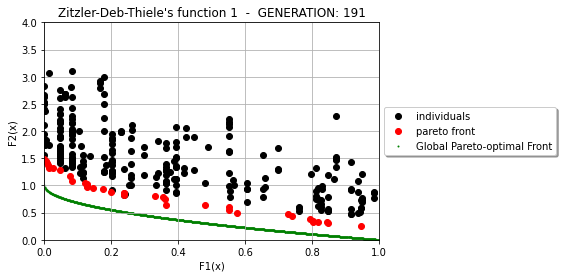 Zitzler-Deb-Thiele's function 1 - GENERATION: 191
4.0
3.5
3.0
2.5
2.0
1.5
1.0
0.5
0.0
F2(x)
0.0 0.2 0.4 0.6 0.8 1.0
F1(x)
individuals
pareto front
Global Pareto-optimal Front